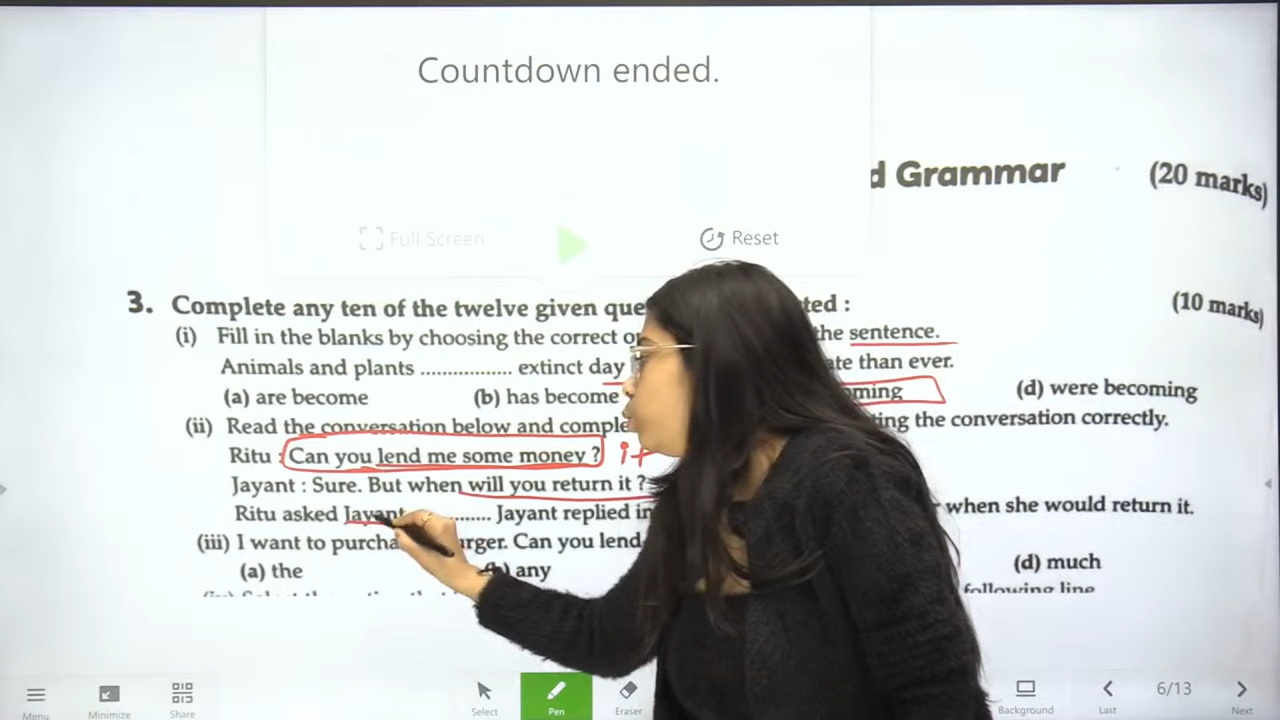 Countdown ended.
d Grammar (20 marks)
Full Screen Reset
3. Complete any ten of the twelve given que ted : (10 marks)
(i) Fill in the blanks by choosing the correct o the sentence.
Animals and plants ................. extinct day ate than ever.
(a) are become (b) has become oming (d) were becoming
(ii) Read the conversation below and comple ting the conversation correctly.
Ritu : Can you lend me some money ? it
Jayant : Sure. But when will you return it ?
Ritu asked Jayant ....... Jayant replied in when she would return it.
(iii) I want to purcha urger. Can you lend
(a) the (b) any (d) much
following line
Menu Minimize Share Select Pen Eraser Background Last 6/13 Next